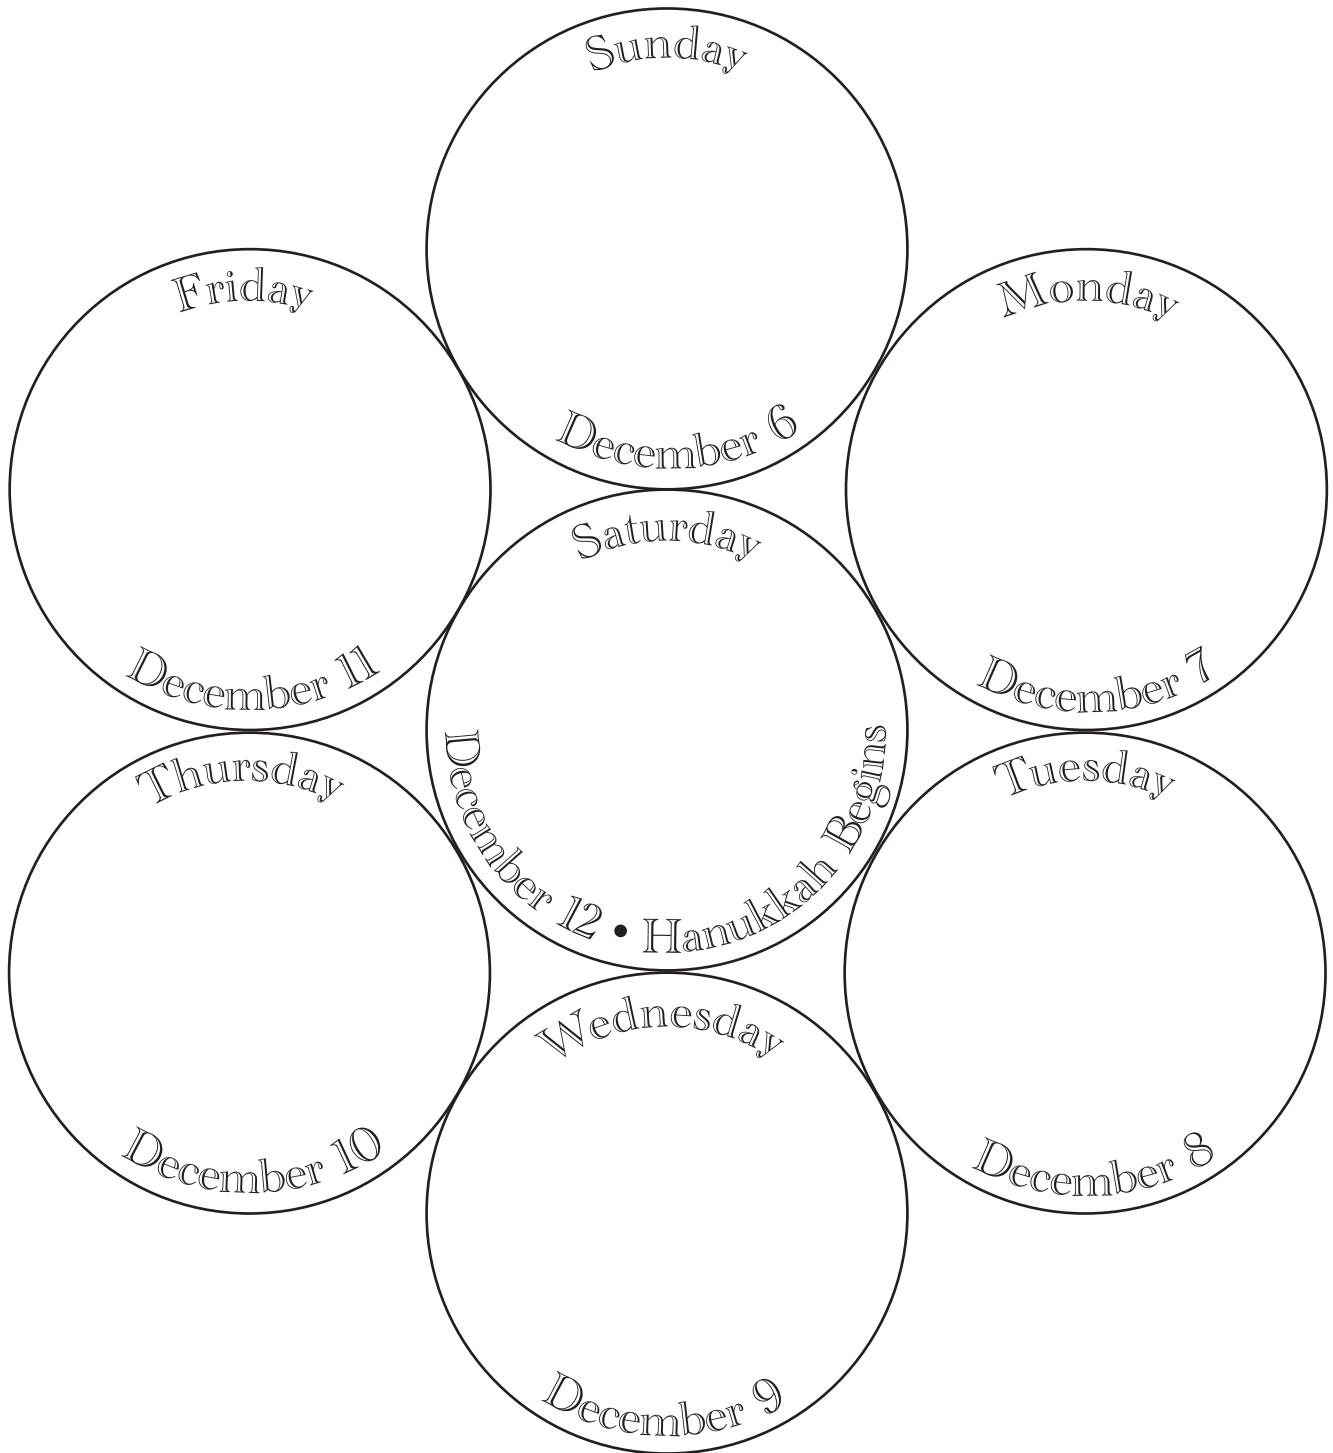 Sunday
December 6
Monday
December 7
Tuesday
December 8
Wednesday
December 9
Thursday
December 10
Friday
December 11
Saturday
December 12 • Hanukkah Begins